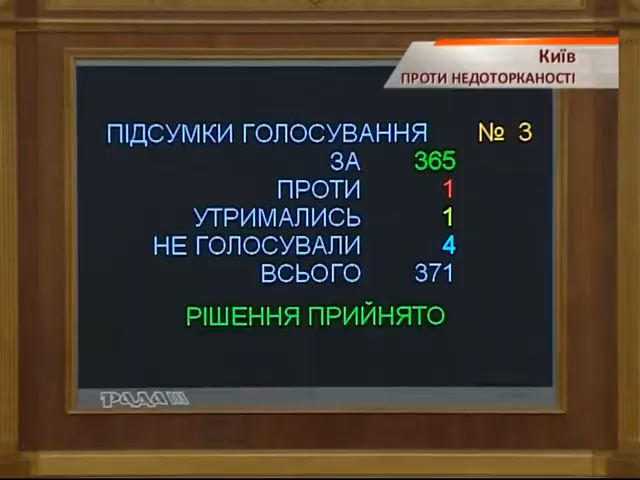 Київ
ПРОТИ НЕДОТОРКАНОСТІ
ПІДСУМКИ ГОЛОСУВАННЯ № 3
ЗА 365
ПРОТИ 1
УТРИМАЛИСЬ 1
НЕ ГОЛОСУВАЛИ 4
ВСЬОГО 371
РІШЕННЯ ПРИЙНЯТО
РАДА